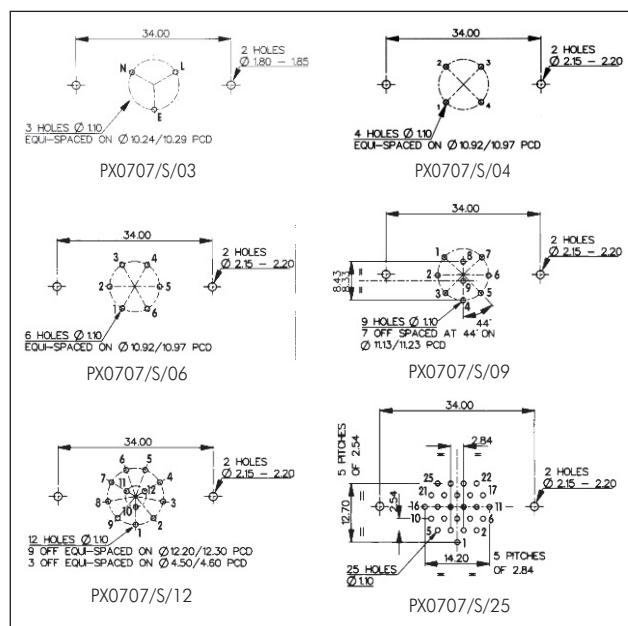 34.00
2 HOLES
Ø 1.80 - 1.85
N
L
E
3 HOLES Ø 1.10
EQUI-SPACED ON Ø 10.24/10.29 PCD
PX0707/S/03
34.00
2 HOLES
Ø 2.15 - 2.20
2
3
1
4
4 HOLES Ø 1.10
EQUI-SPACED ON Ø 10.92/10.97 PCD
PX0707/S/04
34.00
2 HOLES
Ø 2.15 - 2.20
3
4
2
5
1
6
6 HOLES Ø 1.10
EQUI-SPACED ON Ø 10.92/10.97 PCD
PX0707/S/06
34.00
2 HOLES
Ø 2.15 - 2.20
8.43
8.33
1
8
7
2
6
9
3
5
4
44°
9 HOLES Ø 1.10
7 OFF SPACED AT 44° ON
Ø 11.13/11.23 PCD
PX0707/S/09
34.00
2 HOLES
Ø 2.15 - 2.20
6
5
7
4
11
12
8
3
10
9
2
1
12 HOLES Ø 1.10
9 OFF EQUI-SPACED ON Ø 12.20/12.30 PCD
3 OFF EQUI-SPACED ON Ø 4.50/4.60 PCD
PX0707/S/12
34.00
5 PITCHES
OF 2.54
2.84
2 HOLES
Ø 2.15 - 2.20
25
22
21
17
16
11
10
6
5
2
1
12.70
2.54
25 HOLES
Ø 1.10
14.20
5 PITCHES
OF 2.84
PX0707/S/25